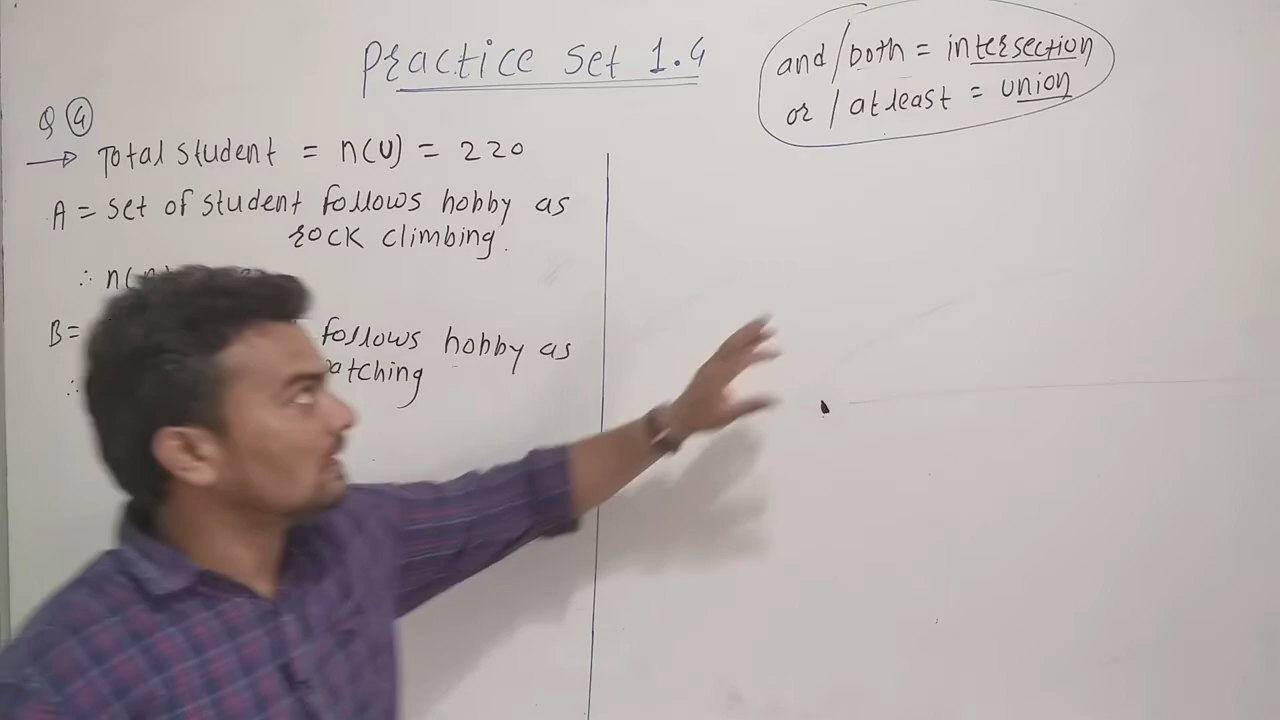 Practice Set 1.4
and/both = intersection
or / at least = union
Q 4
→ Total student = n(U) = 220
A = set of student follows hobby as
rock climbing.
∴ n(
B =
follows hobby as
atching
∴